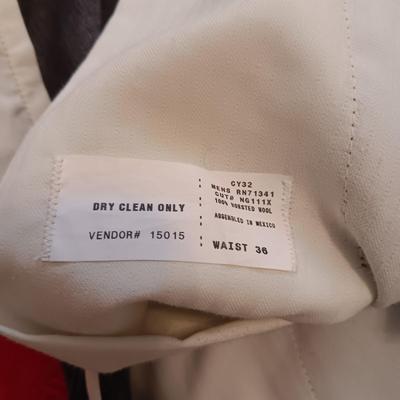 DRY CLEAN ONLY
VENDOR# 15015
CY32
MENS RN71341
CUT# NG111X
100% WORSTED WOOL
ASSEMBLED IN MEXICO
WAIST 36